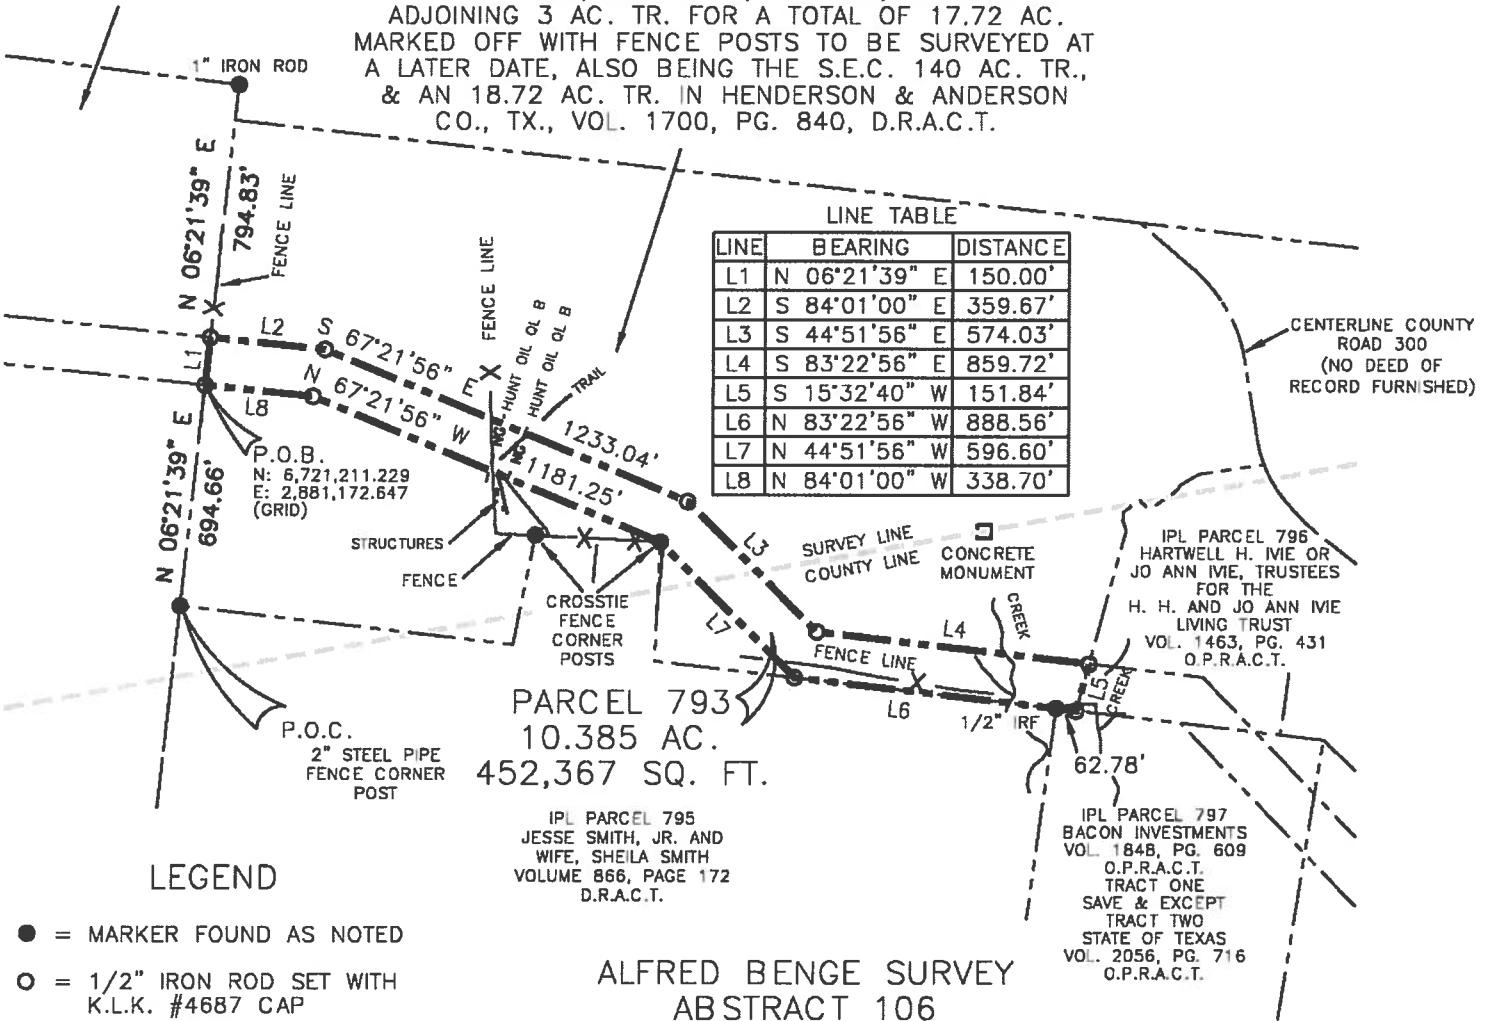 ADJOINING 3 AC. TR. FOR A TOTAL OF 17.72 AC.
MARKED OFF WITH FENCE POSTS TO BE SURVEYED AT
A LATER DATE, ALSO BEING THE S.E.C. 140 AC. TR.,
& AN 18.72 AC. TR. IN HENDERSON & ANDERSON
CO., TX., VOL. 1700, PG. 840, D.R.A.C.T.
1" IRON ROD
N 06°21'39" E
794.83'
FENCE LINE
LINE TABLE
LINE BEARING DISTANCE
L1 N 06°21'39" E 150.00'
L2 S 84°01'00" E 359.67'
L3 S 44°51'56" E 574.03'
L4 S 83°22'56" E 859.72'
L5 S 15°32'40" W 151.84'
L6 N 83°22'56" W 888.56'
L7 N 44°51'56" W 596.60'
L8 N 84°01'00" W 338.70'
CENTERLINE COUNTY
ROAD 300
(NO DEED OF
RECORD FURNISHED)
L1
L2
S 67°21'56" E
1233.04'
L8
N 67°21'56" W
1181.25'
FENCE LINE
HUNT OIL QL B
HUNT OIL QL B
TRAIL
P.O.B.
N: 6,721,211.229
E: 2,881,172.647
(GRID)
N 06°21'39" E
694.66'
STRUCTURES
FENCE
CROSSTIE
FENCE
CORNER
POSTS
L3
L7
SURVEY LINE
COUNTY LINE
CONCRETE
MONUMENT
CREEK
L4
FENCE LINE
L6
1/2" IRF
L5
CREEK
62.78'
IPL PARCEL 796
HARTWELL H. IVIE OR
JO ANN IVIE, TRUSTEES
FOR THE
H. H. AND JO ANN IVIE
LIVING TRUST
VOL. 1463, PG. 431
O.P.R.A.C.T.
P.O.C.
2" STEEL PIPE
FENCE CORNER
POST
PARCEL 793
10.385 AC.
452,367 SQ. FT.
IPL PARCEL 795
JESSE SMITH, JR. AND
WIFE, SHEILA SMITH
VOLUME 866, PAGE 172
D.R.A.C.T.
IPL PARCEL 797
BACON INVESTMENTS
VOL. 1848, PG. 609
O.P.R.A.C.T.
TRACT ONE
SAVE & EXCEPT
TRACT TWO
STATE OF TEXAS
VOL. 2056, PG. 716
O.P.R.A.C.T.
LEGEND
● = MARKER FOUND AS NOTED
O = 1/2" IRON ROD SET WITH
K.L.K. #4687 CAP
ALFRED BENGE SURVEY
ABSTRACT 106